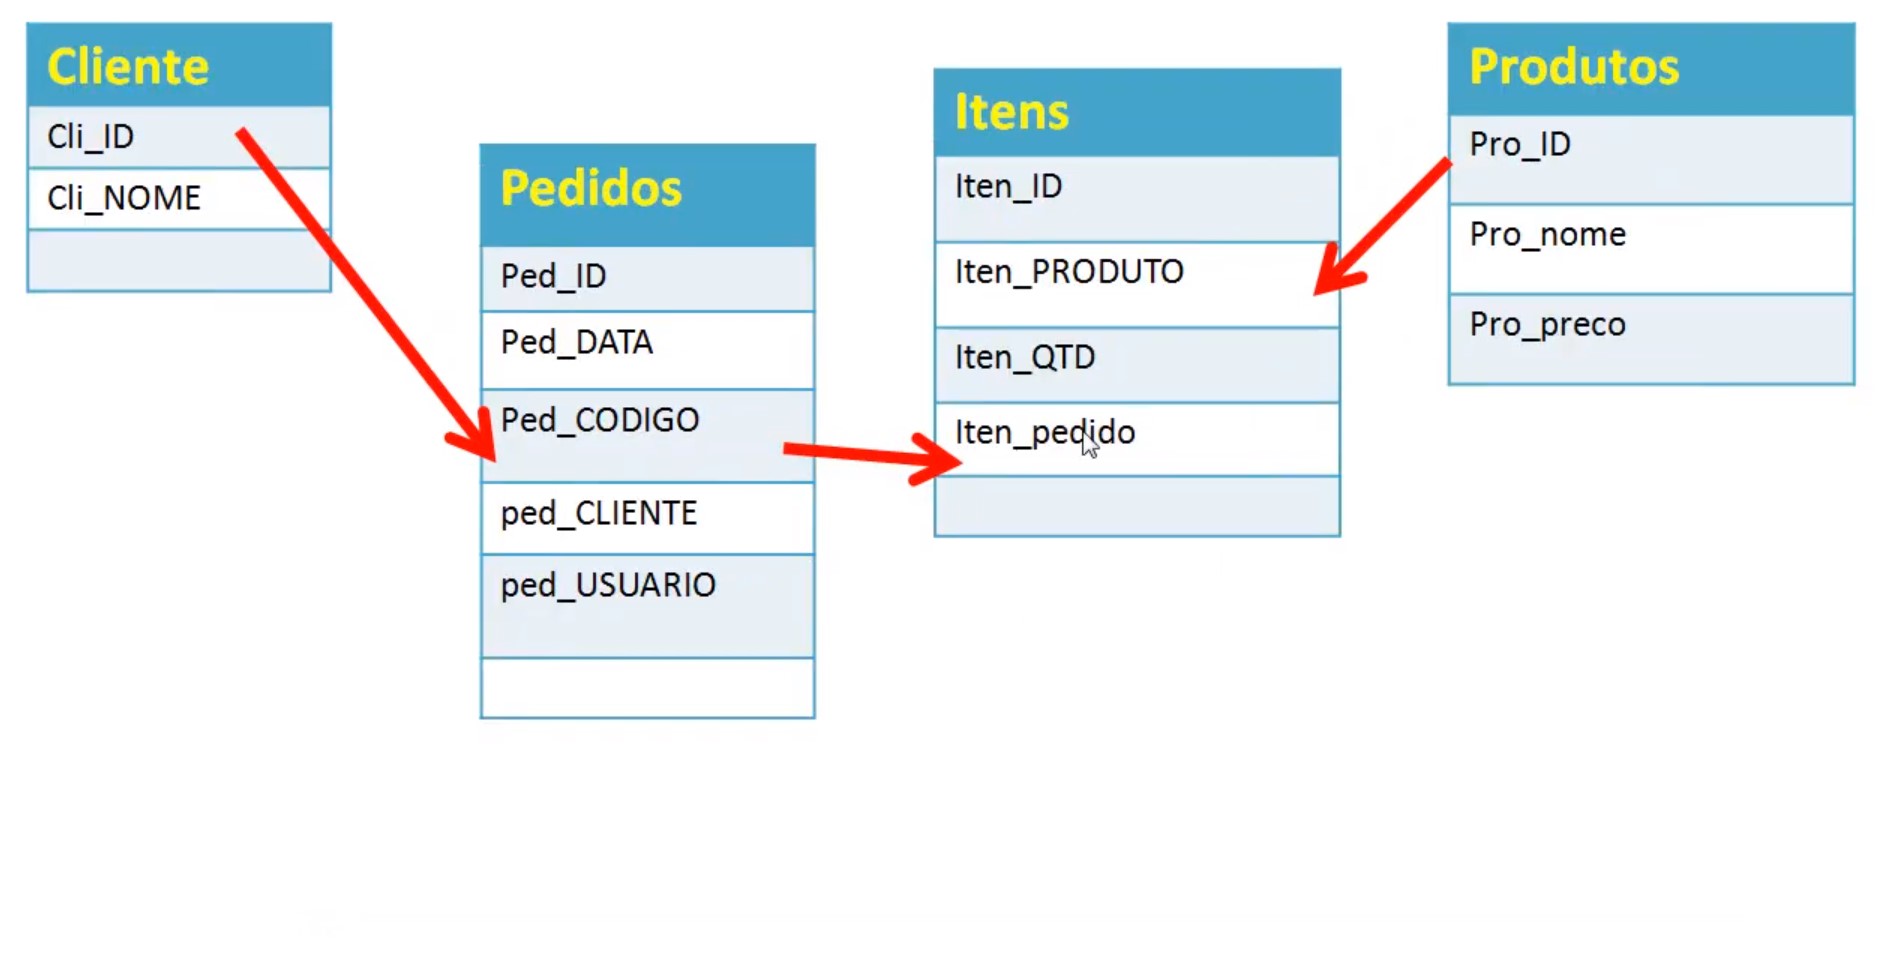 Cliente
Cli_ID
Cli_NOME
Pedidos
Ped_ID
Ped_DATA
Ped_CODIGO
ped_CLIENTE
ped_USUARIO
Itens
Iten_ID
Iten_PRODUTO
Iten_QTD
Iten_pedido
Produtos
Pro_ID
Pro_nome
Pro_preco